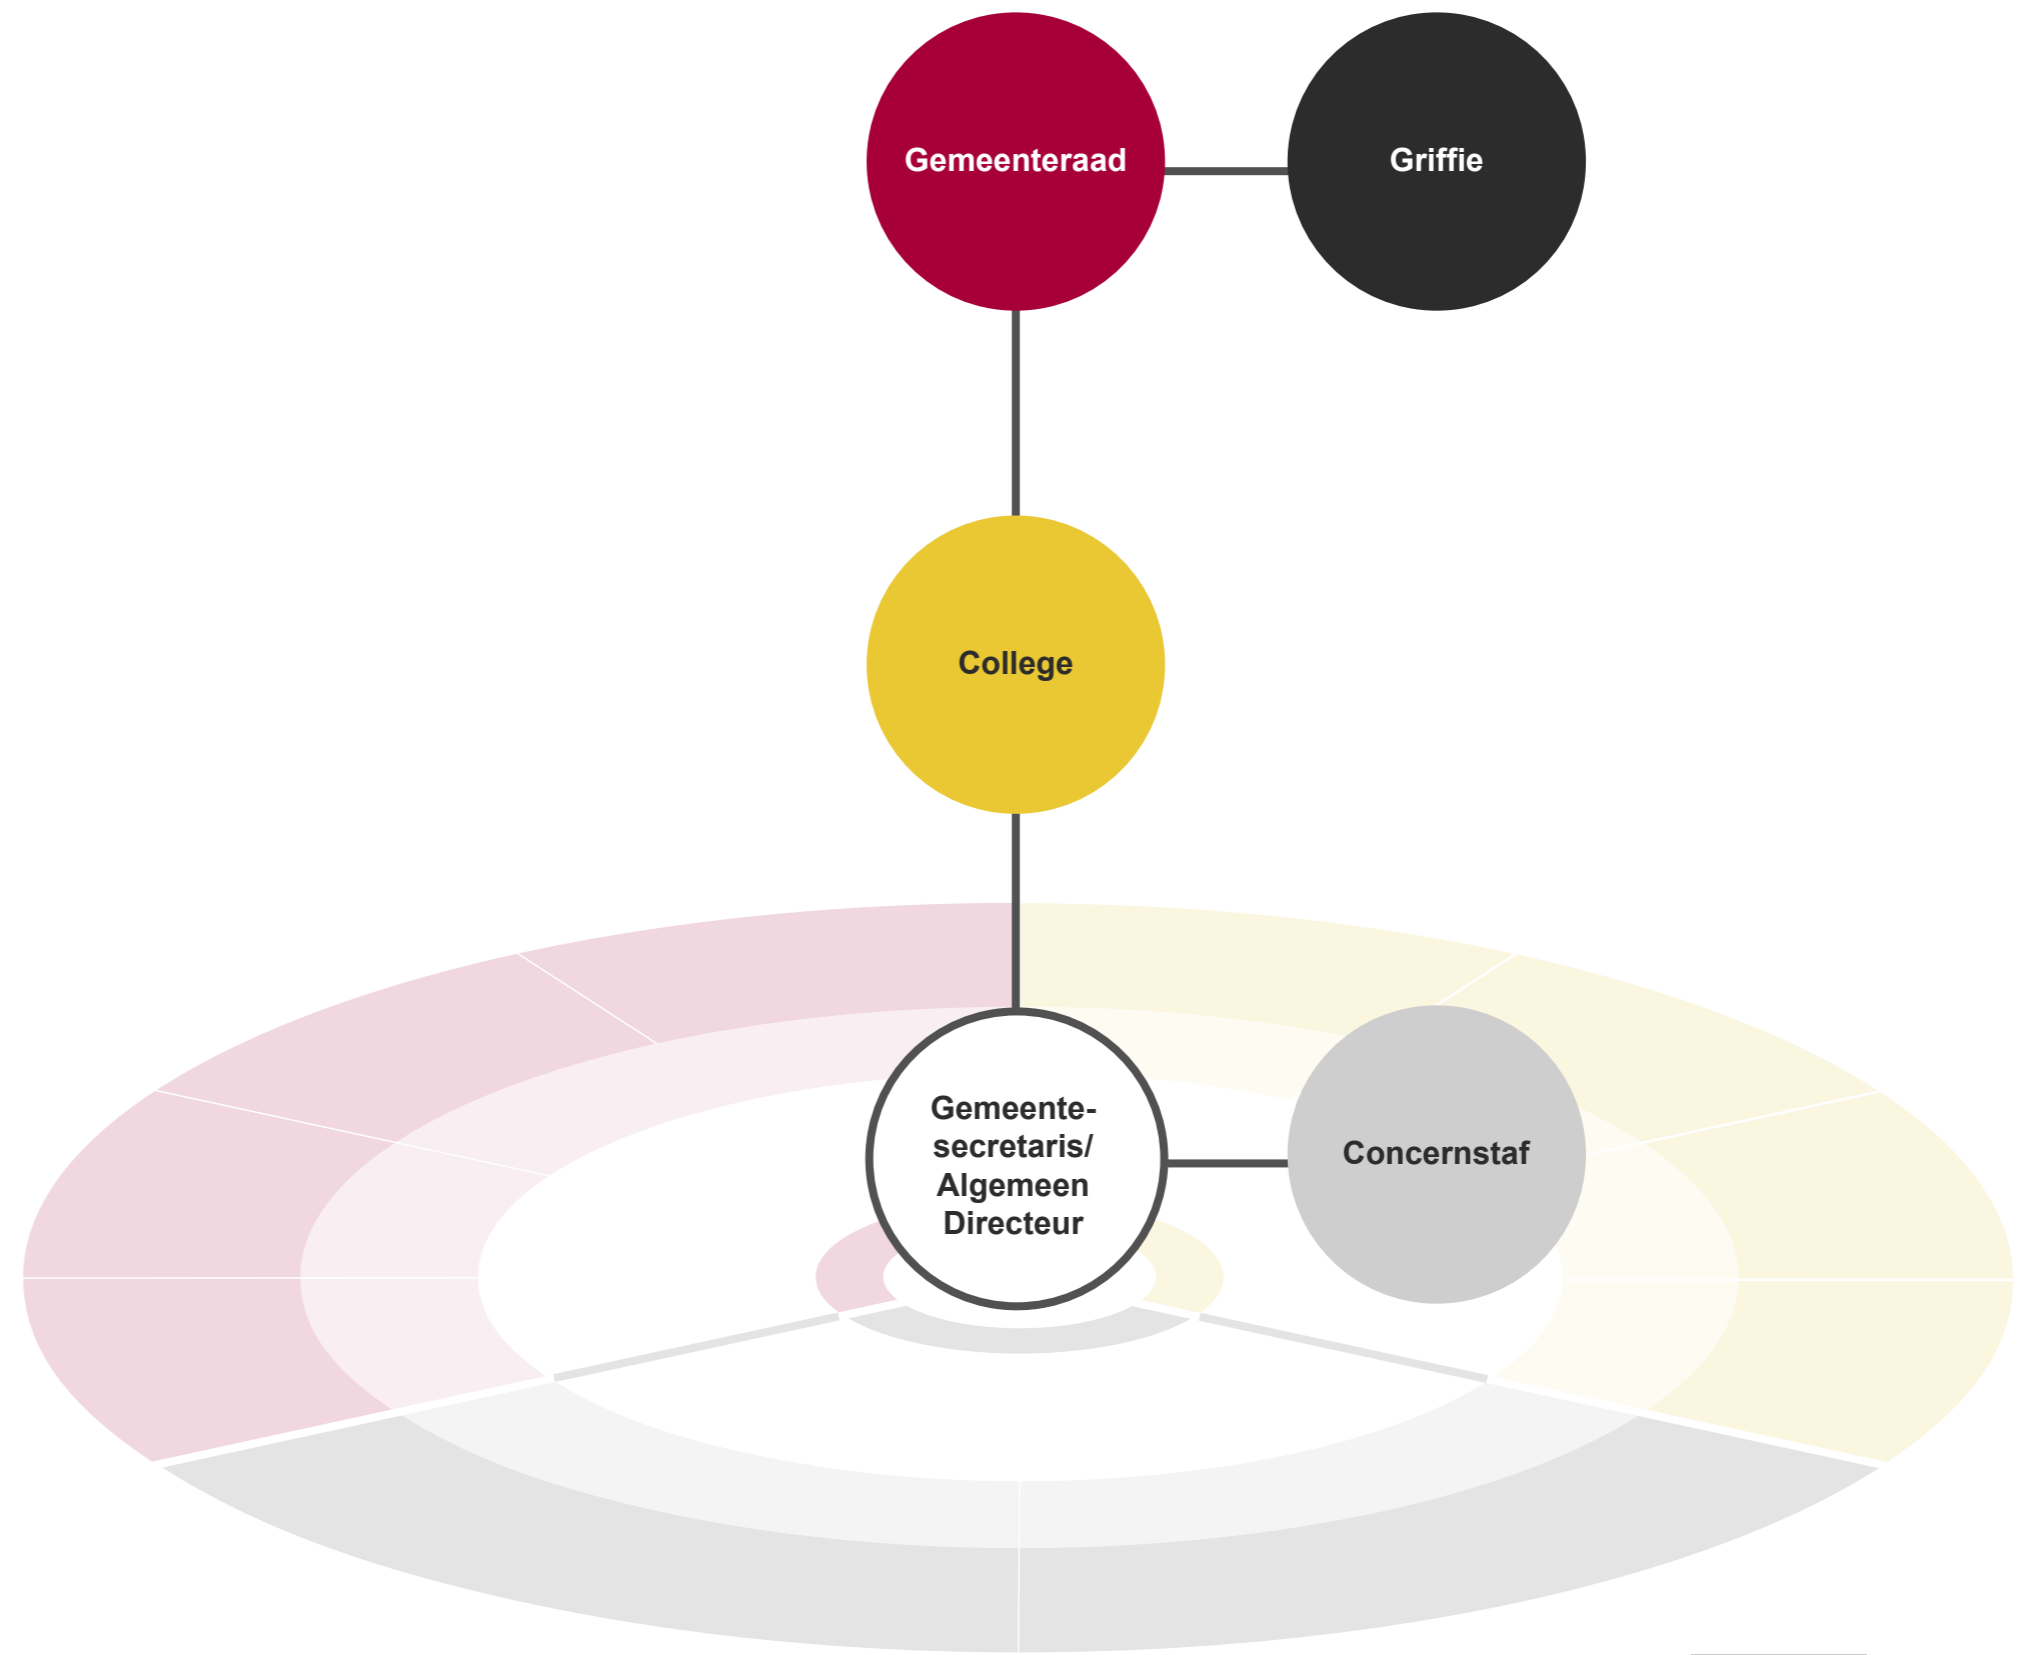 Gemeenteraad
Griffie
College
Gemeente-
secretaris/
Algemeen
Directeur
Concernstaf